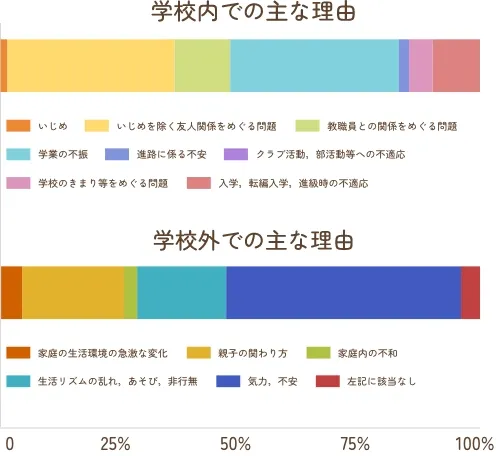 学校内での主な理由
いじめ いじめを除く友人関係をめぐる問題 教職員との関係をめぐる問題
学業の不振 進路に係る不安 クラブ活動，部活動等への不適応
学校のきまり等をめぐる問題 入学，転編入学，進級時の不適応
学校外での主な理由
家庭の生活環境の急激な変化 親子の関わり方 家庭内の不和
生活リズムの乱れ，あそび、非行無 気力，不安 左記に該当なし
0 25% 50% 75% 100%